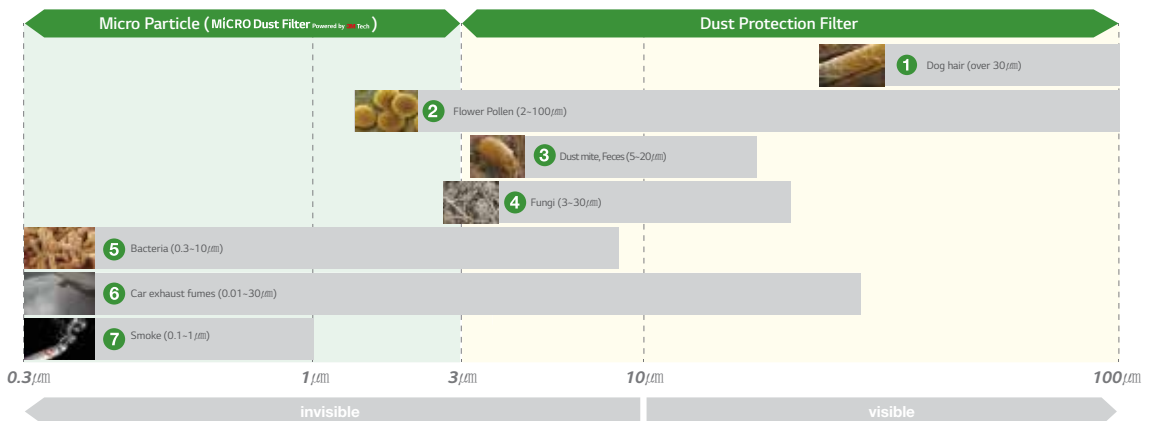 Micro Particle ( MiCRO Dust Filter Powered by 3M Tech )
Dust Protection Filter
1 Dog hair (over 30㎛)
2 Flower Pollen (2~100㎛)
3 Dust mite, Feces (5~20㎛)
4 Fungi (3~30㎛)
5 Bacteria (0.3~10㎛)
6 Car exhaust fumes (0.01~30㎛)
7 Smoke (0.1~1㎛)
0.3㎛ 1㎛ 3㎛ 10㎛ 100㎛
invisible visible